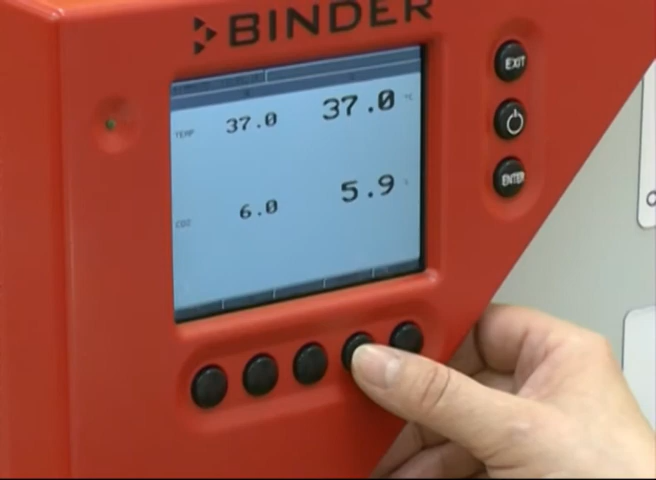 BINDER
EXIT
TEMP 37.0 37.0 °C
ENTER
CO2 6.0 5.9